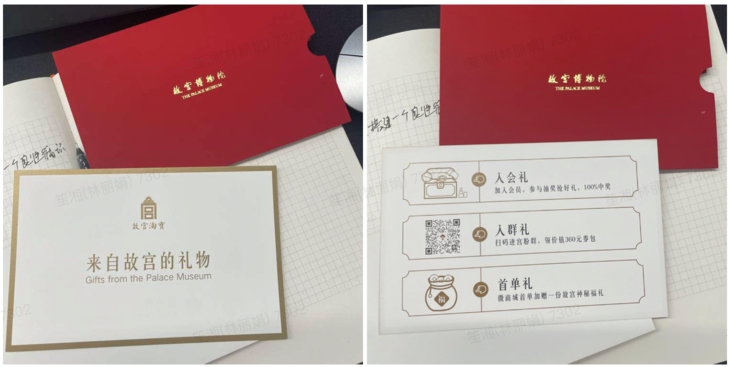 故宫博物院
THE PALACE MUSEUM
故宫淘宝
来自故宫的礼物
Gifts from the Palace Museum
故宫博物院
THE PALACE MUSEUM
入会礼
加入会员，参与抽奖抢好礼，100%中奖
入群礼
扫码进宫粉群，领价值360元券包
首单礼
微商城首单加赠一份故宫神秘福礼
福